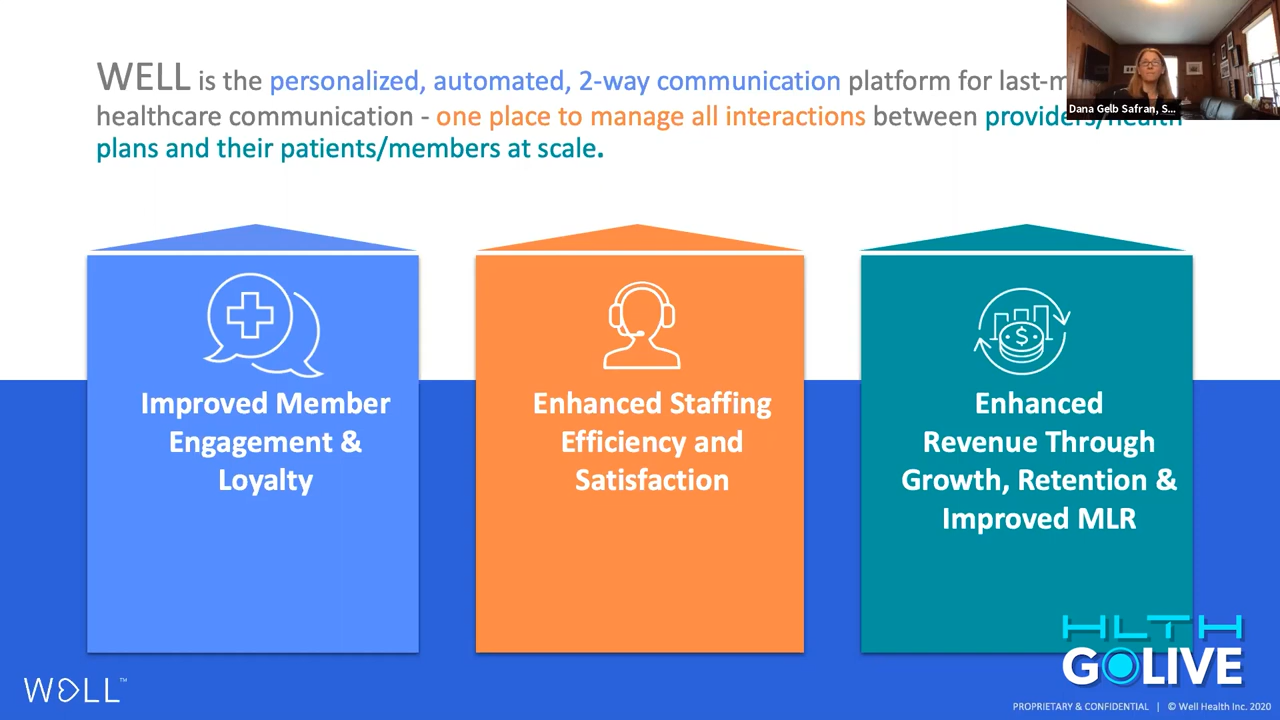 WELL is the personalized, automated, 2-way communication platform for last-m
healthcare communication - one place to manage all interactions between providers/health
plans and their patients/members at scale.
Dana Gelb Safran, S...
Improved Member
Engagement &
Loyalty
Enhanced Staffing
Efficiency and
Satisfaction
Enhanced
Revenue Through
Growth, Retention &
Improved MLR
HLTH
GOLIVE
WELL™
PROPRIETARY & CONFIDENTIAL | © Well Health Inc. 2020